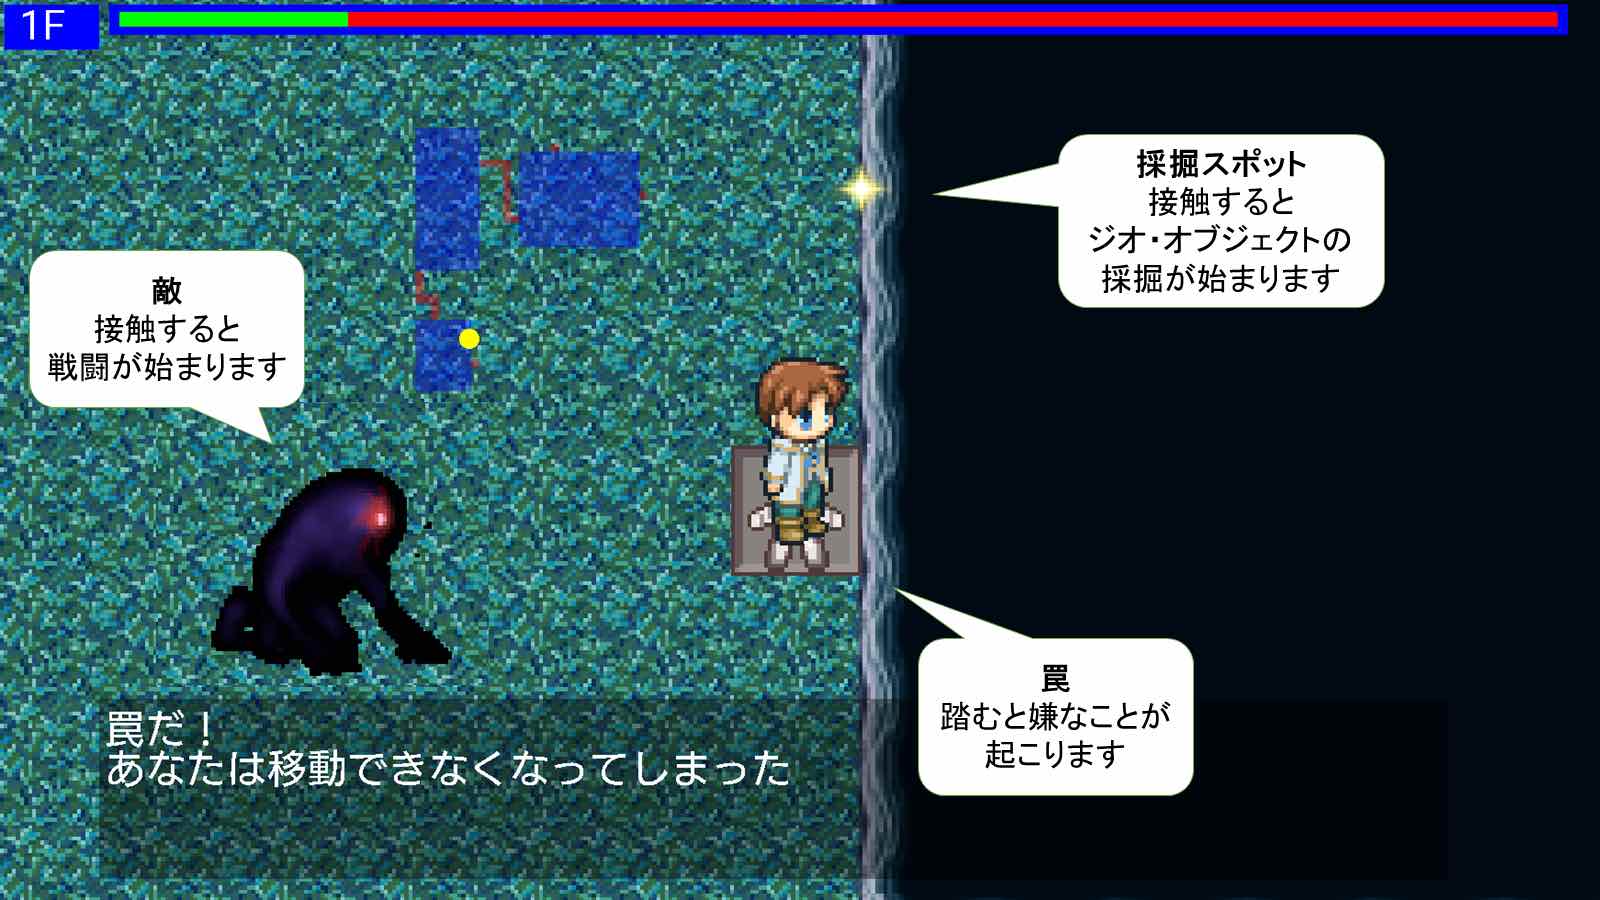 1F
採掘スポット
接触すると
ジオ・オブジェクトの
採掘が始まります
敵
接触すると
戦闘が始まります
罠
踏むと嫌なことが
起こります
罠だ！
あなたは移動できなくなってしまった